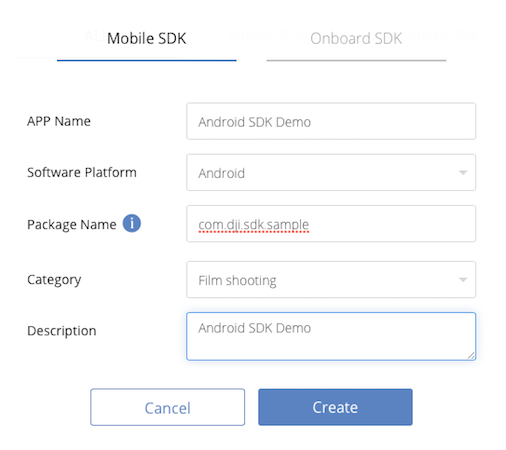 Mobile SDK Onboard SDK
APP Name Android SDK Demo
Software Platform Android
Package Name i com.dji.sdk.sample
Category Film shooting
Description Android SDK Demo
Cancel Create